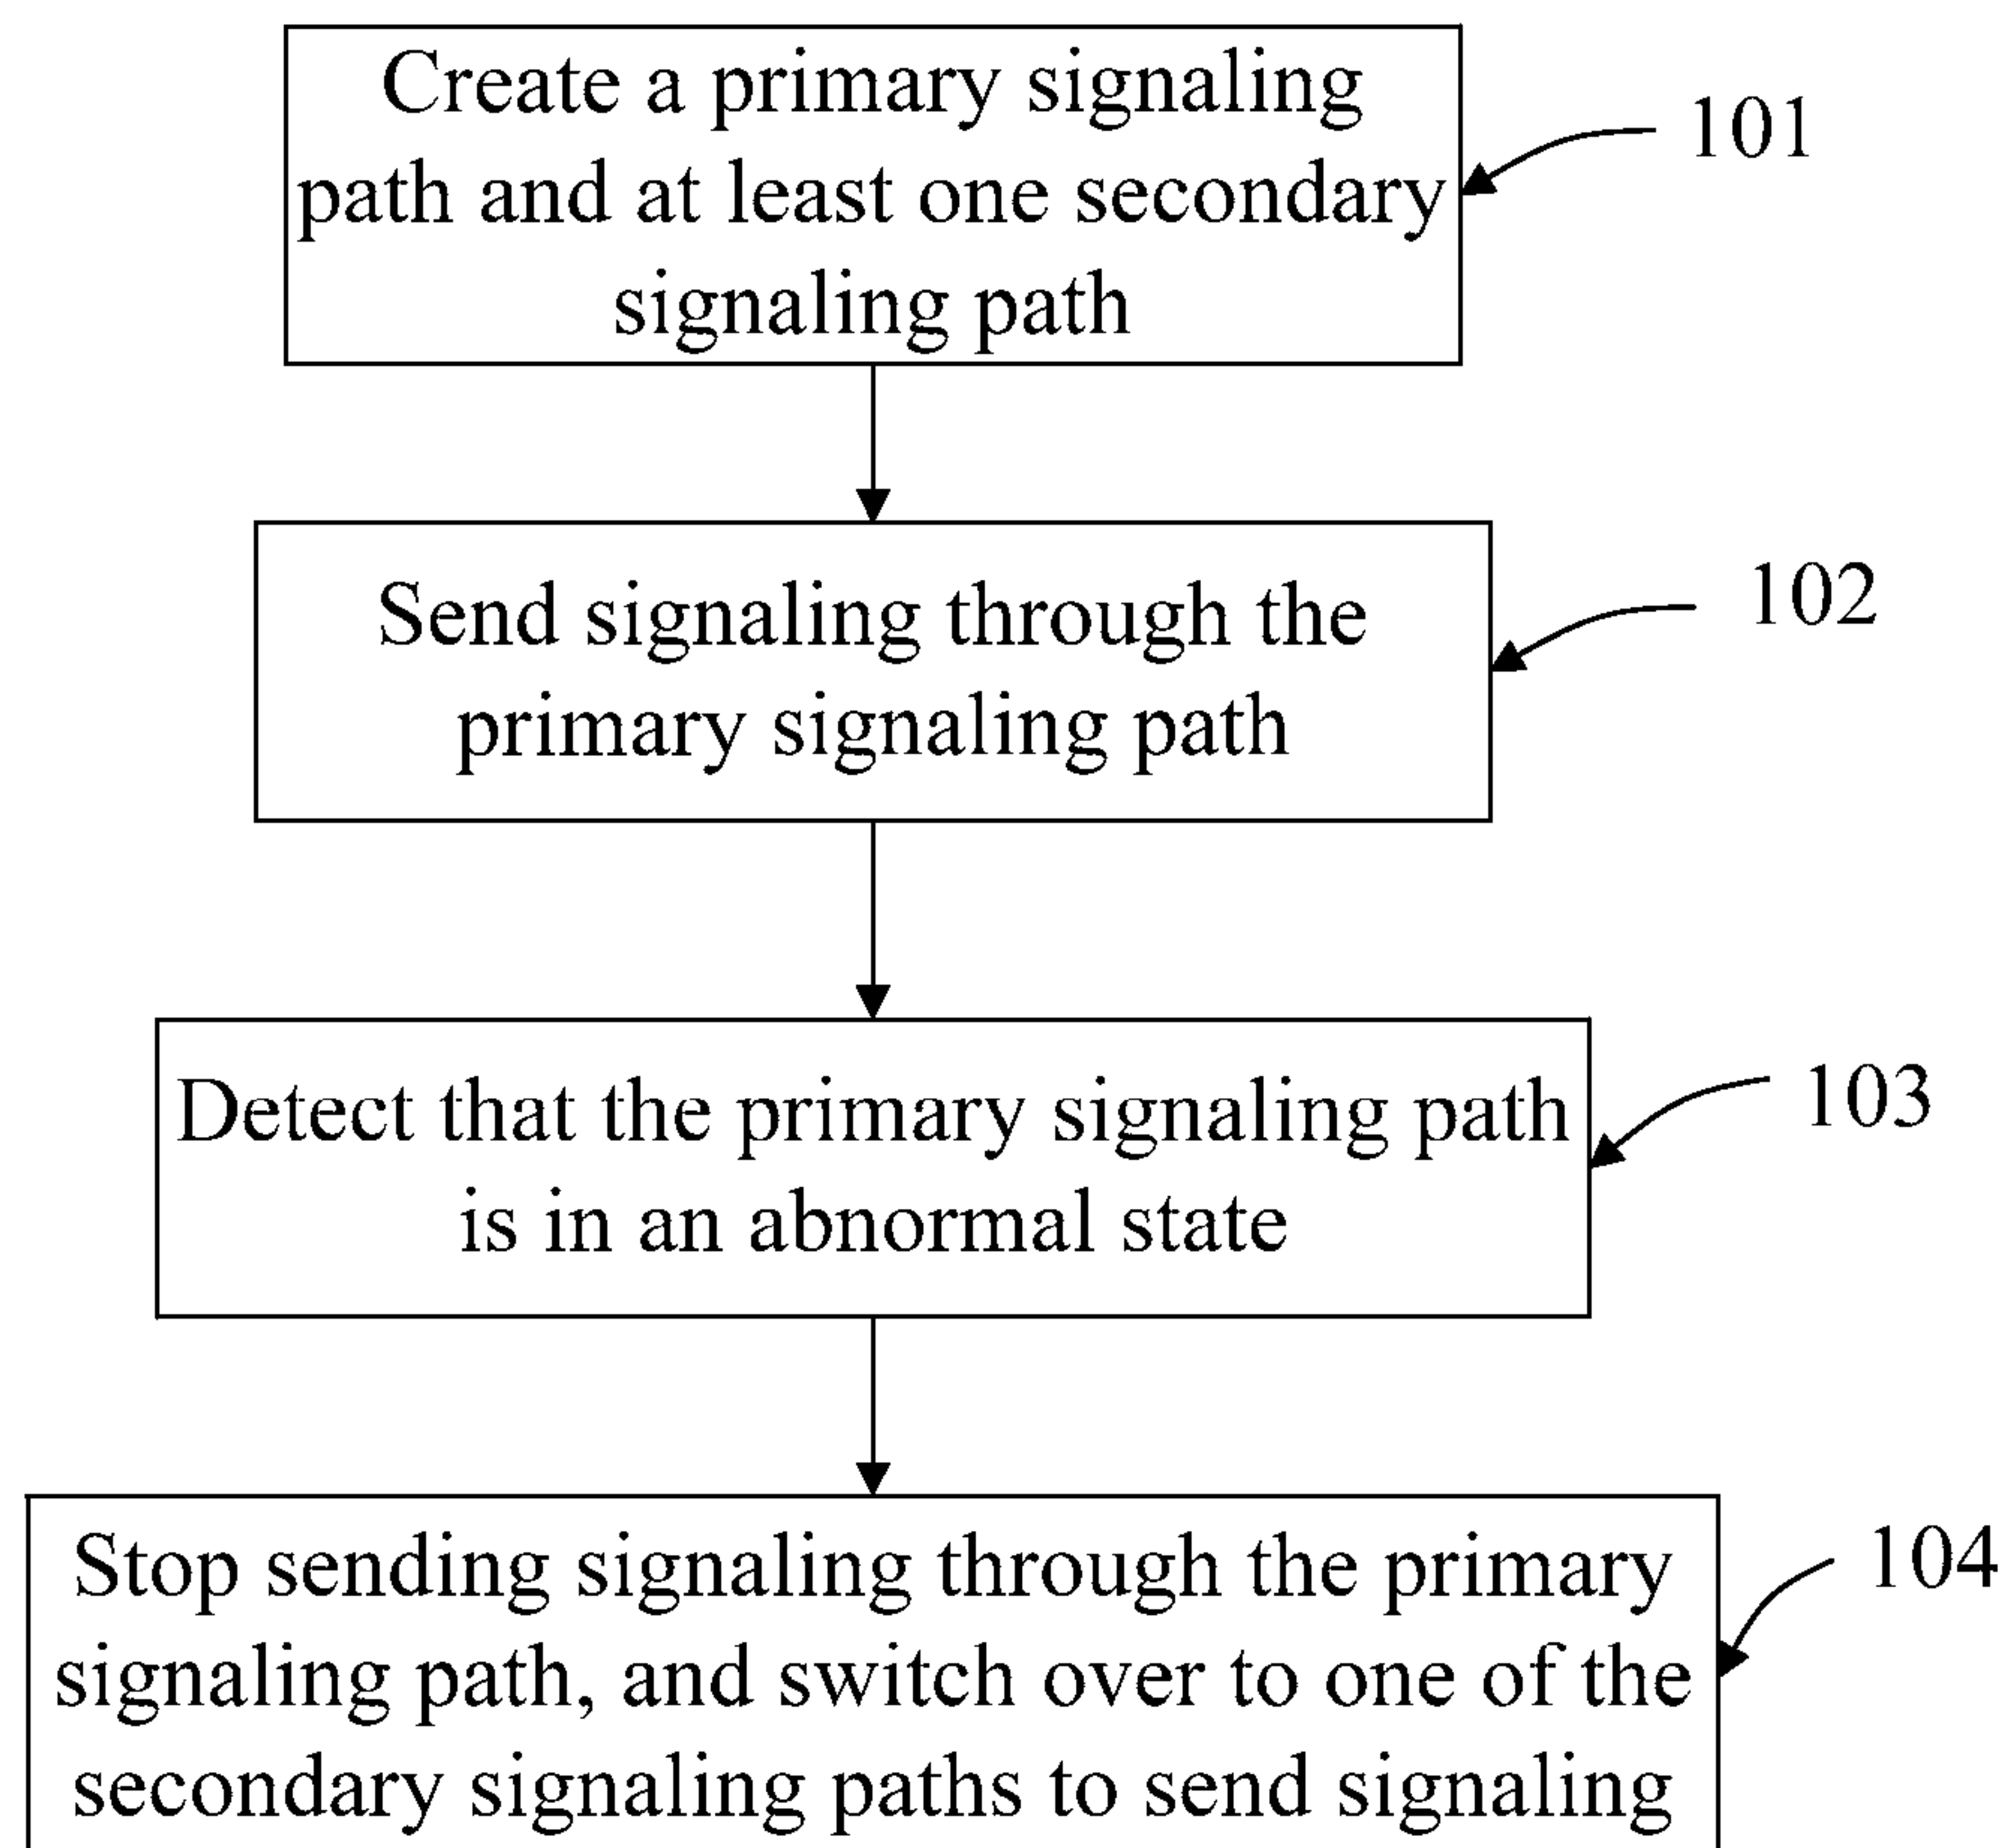 Create a primary signaling
path and at least one secondary
signaling path
101
Send signaling through the
primary signaling path
102
Detect that the primary signaling path
is in an abnormal state
103
Stop sending signaling through the primary
signaling path, and switch over to one of the
secondary signaling paths to send signaling
104